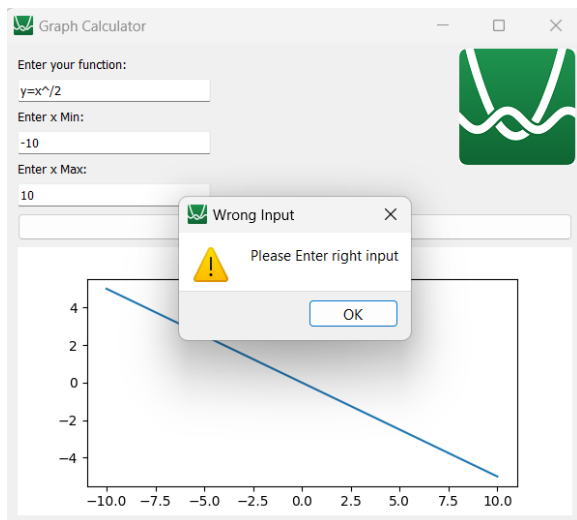 Graph Calculator
Enter your function:
y=x^/2
Enter x Min:
-10
Enter x Max:
10
Wrong Input
Please Enter right input
OK
4
2
0
−2
−4
−10.0 −7.5 −5.0 −2.5 0.0 2.5 5.0 7.5 10.0